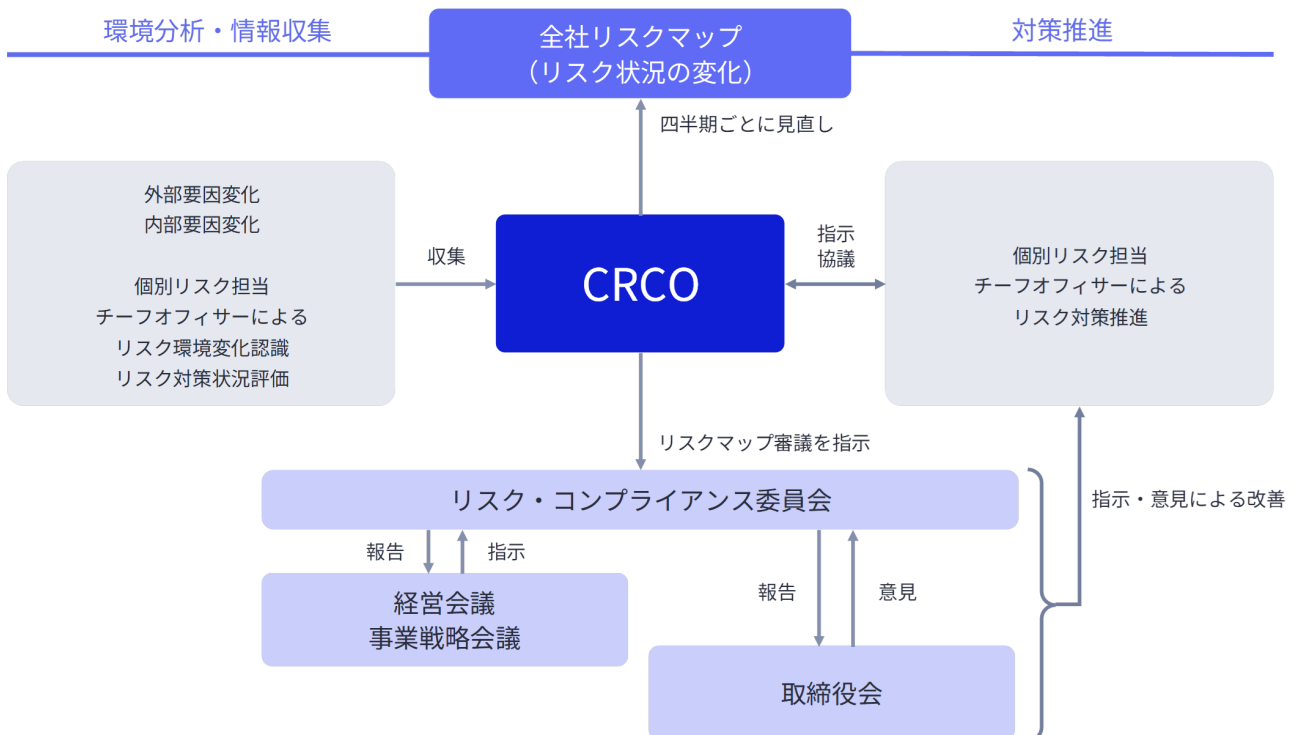 環境分析・情報収集
全社リスクマップ
（リスク状況の変化）
対策推進
四半期ごとに見直し
外部要因変化
内部要因変化
個別リスク担当
チーフオフィサーによる
リスク環境変化認識
リスク対策状況評価
収集
CRCO
指示
協議
個別リスク担当
チーフオフィサーによる
リスク対策推進
リスクマップ審議を指示
リスク・コンプライアンス委員会
指示・意見による改善
報告
指示
経営会議
事業戦略会議
報告
意見
取締役会